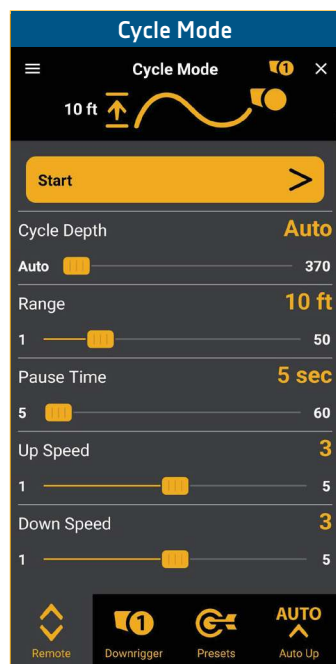 Cycle Mode
Cycle Mode 1
10 ft
Start
Cycle Depth Auto
Auto 370
Range 10 ft
1 50
Pause Time 5 sec
5 60
Up Speed 3
1 5
Down Speed 3
1 5
1 AUTO
Remote Downrigger Presets Auto Up